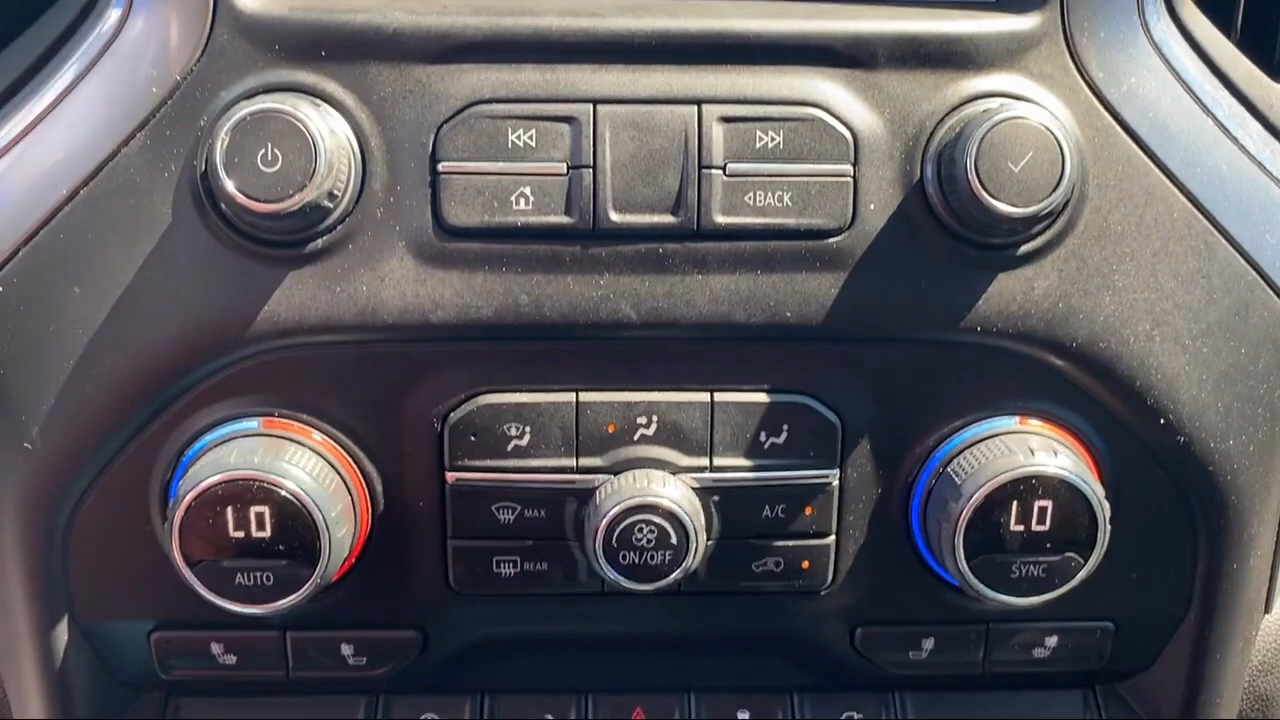 BACK
MAX
A/C
LO
LO
ON/OFF
REAR
AUTO
SYNC